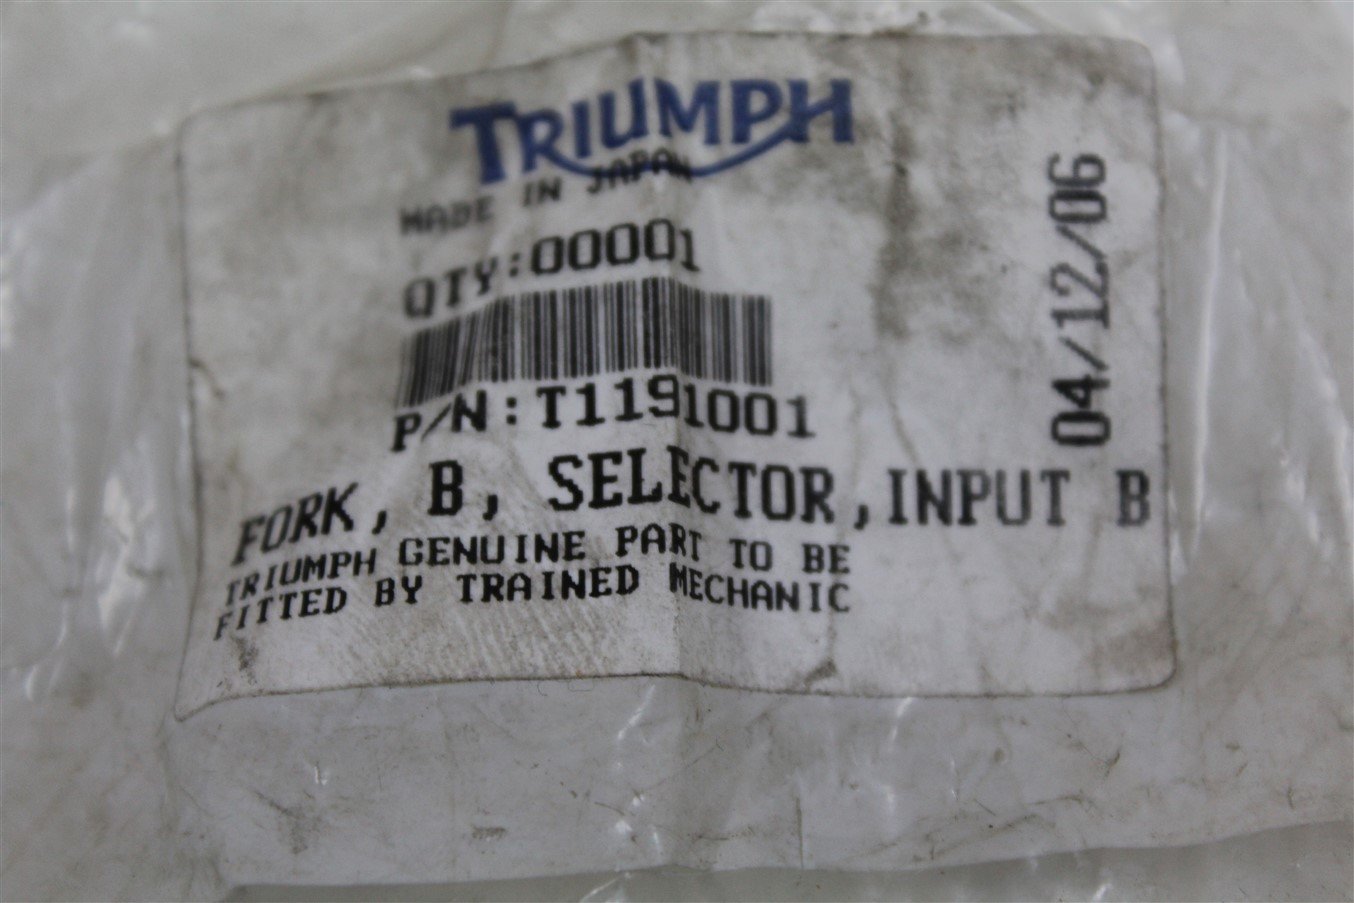 TRIUMPH
MADE IN JAPAN
QTY:00001
P/N:T1191001
FORK, B, SELECTOR,INPUT B
TRIUMPH GENUINE PART TO BE
FITTED BY TRAINED MECHANIC
04/12/06